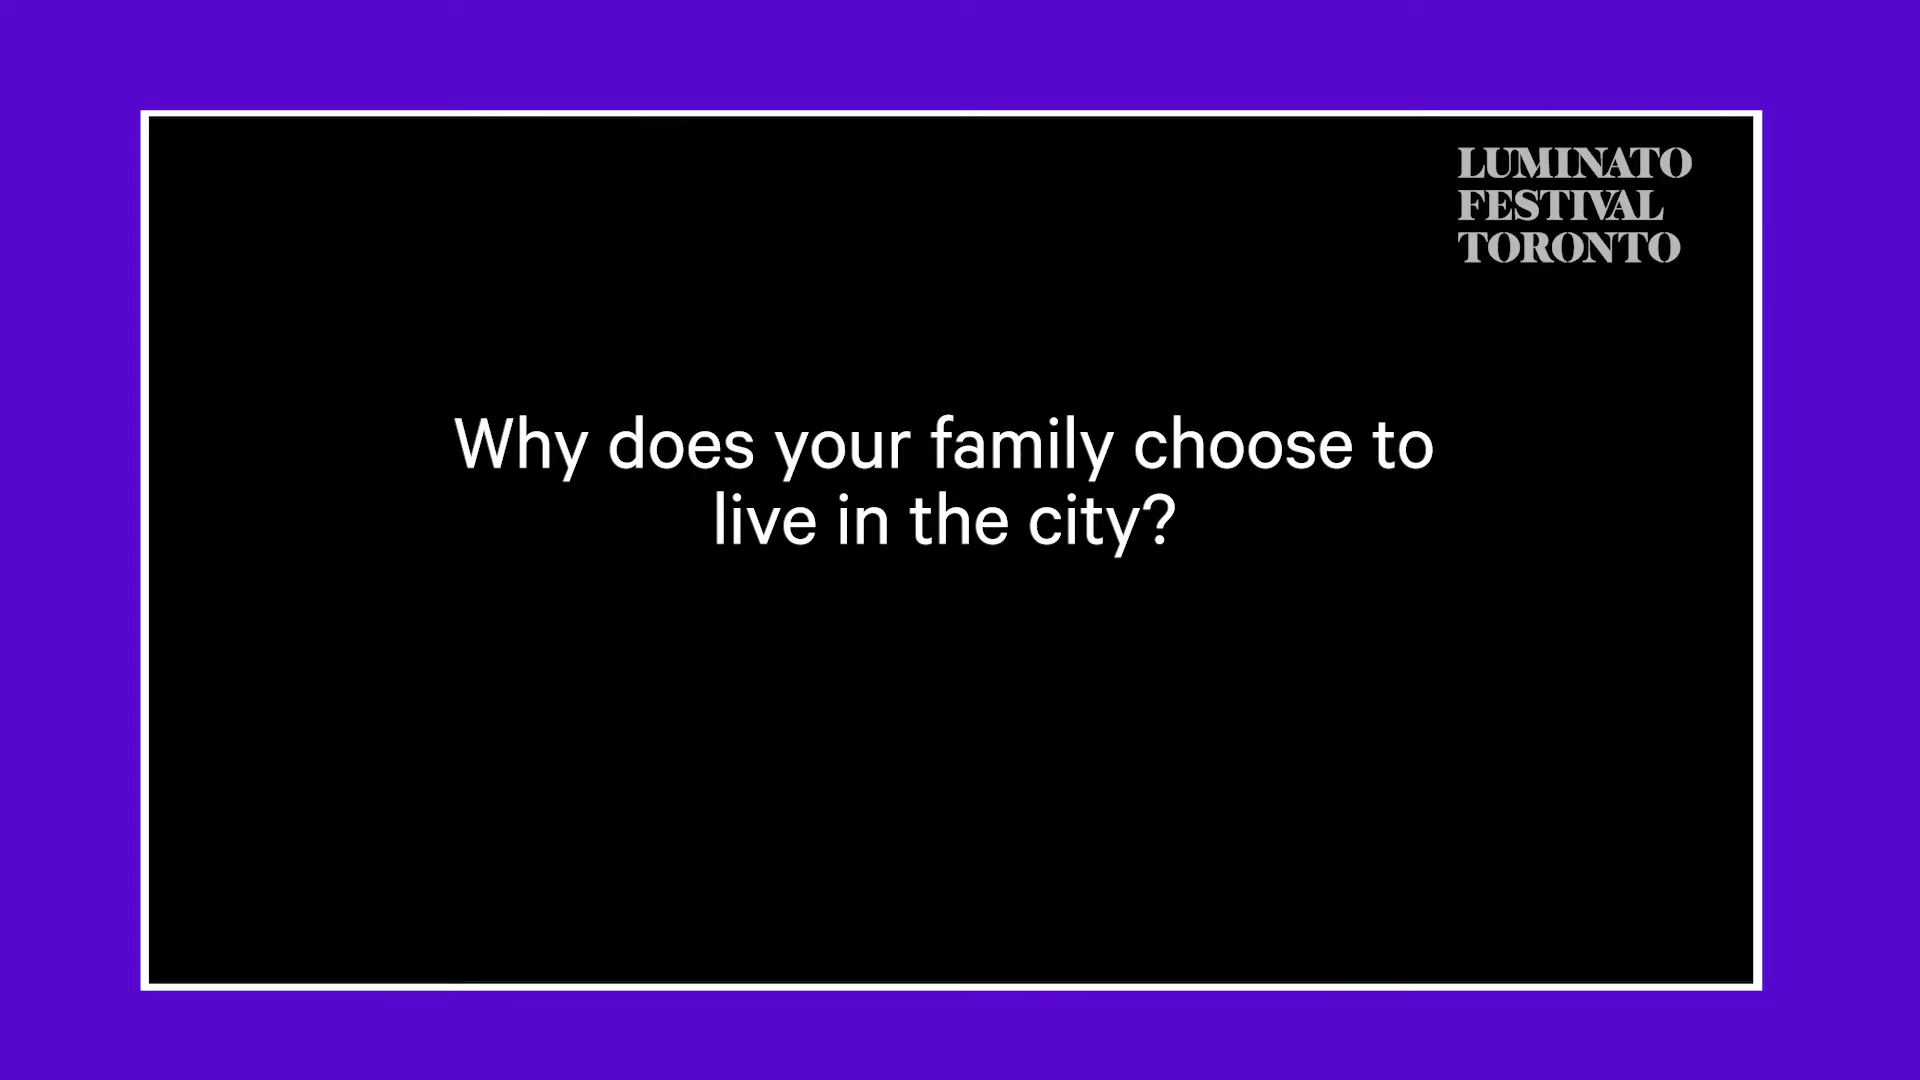 LUMINATO
FESTIVAL
TORONTO
Why does your family choose to
live in the city?